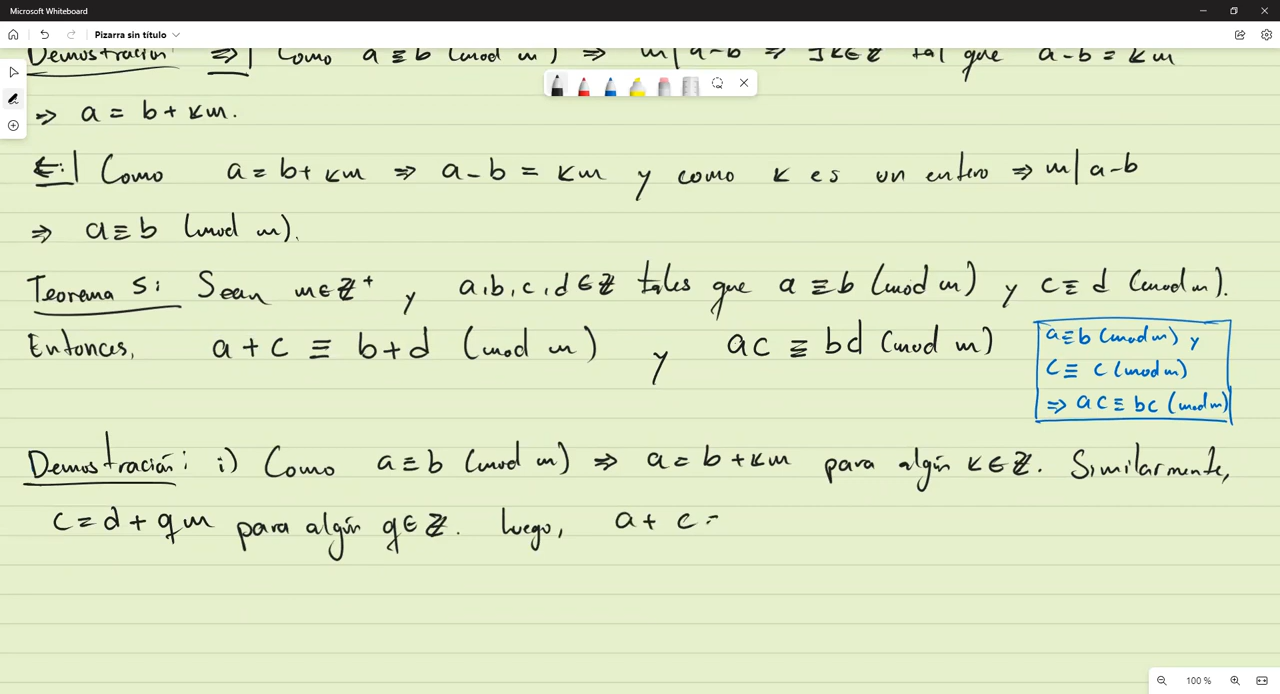 Microsoft Whiteboard
Pizarra sin título
Demostración ⇒| Como a ≡ b (mod m) ⇒ m | a-b ⇒ ∃ k∈ℤ tal que a-b = km
⇒ a = b + km.
⇐:| Como a = b + km ⇒ a - b = km y como k es un entero ⇒ m | a-b
⇒ a ≡ b (mod m).
Teorema 5: Sean m∈ℤ⁺ y a,b,c,d ∈ℤ tales que a ≡ b (mod m) y c ≡ d (mod m).
Entonces, a + c ≡ b + d (mod m) y ac ≡ bd (mod m)
a ≡ b (mod m) y
c ≡ c (mod m)
⇒ ac ≡ bc (mod m)
Demostración: i) Como a ≡ b (mod m) ⇒ a = b + km para algún k∈ℤ. Similarmente,
c = d + qm para algún q∈ℤ. Luego, a + c =
100 %